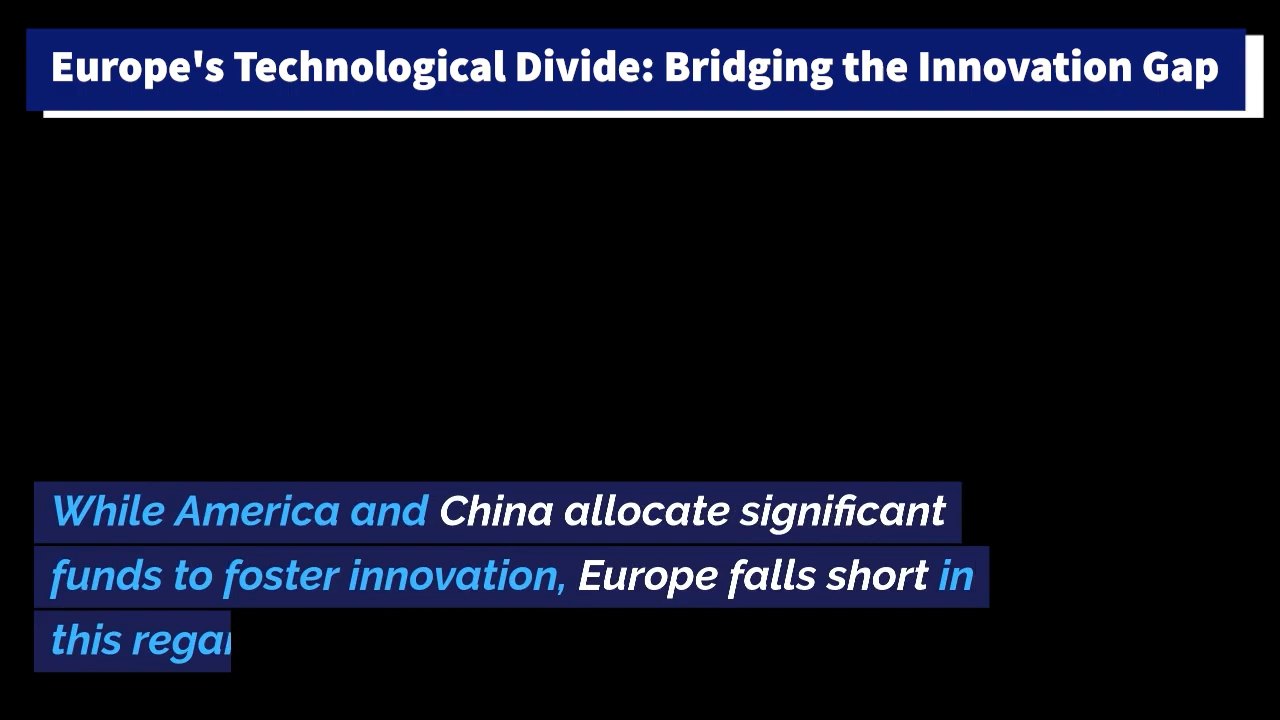 Europe's Technological Divide: Bridging the Innovation Gap
While America and China allocate significant
funds to foster innovation, Europe falls short in
this regar